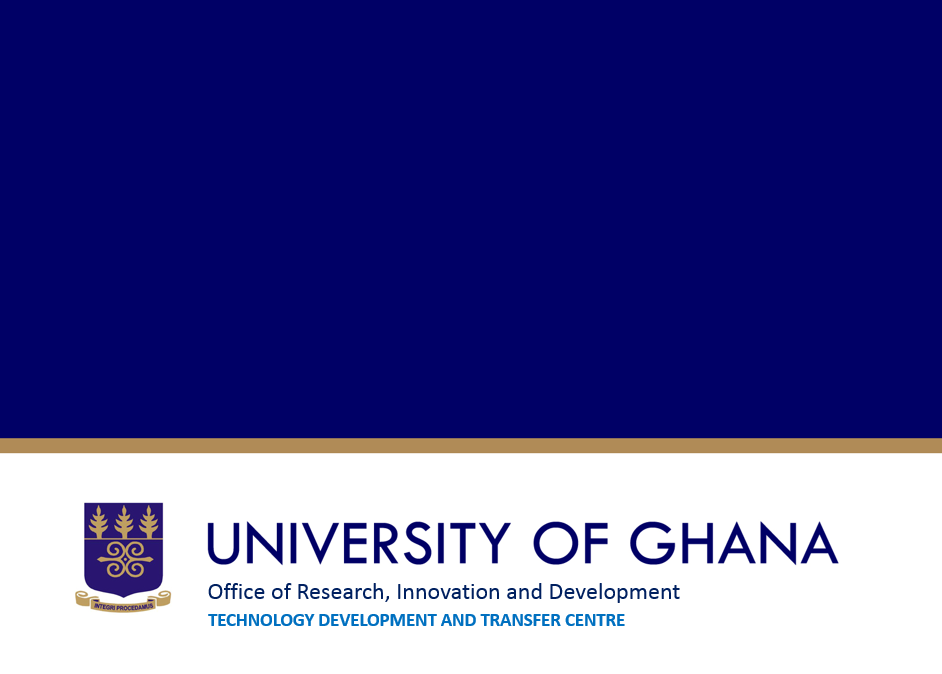 UNIVERSITY OF GHANA
Office of Research, Innovation and Development
TECHNOLOGY DEVELOPMENT AND TRANSFER CENTRE
INTEGRI PROCEDAMUS